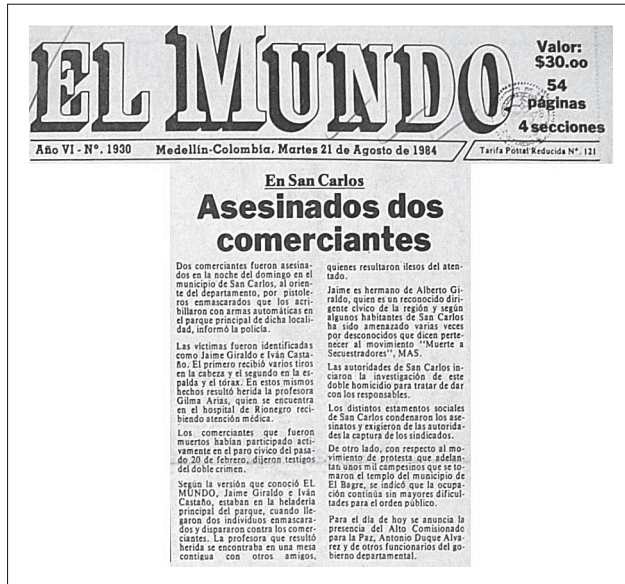 EL MUNDO
Valor:
$30.oo
54
páginas
4 secciones
Año VI - Nº. 1930 Medellín-Colombia, Martes 21 de Agosto de 1984 Tarifa Postal Reducida Nº. 121
En San Carlos
Asesinados dos
comerciantes
Dos comerciantes fueron asesina-
dos en la noche del domingo en el
municipio de San Carlos, al orien-
te del departamento, por pistole-
ros enmascarados que los acri-
billaron con armas automáticas en
el parque principal de dicha locali-
dad, informó la policía.
Las víctimas fueron identificadas
como Jaime Giraldo e Iván Casta-
ño. El primero recibió varios tiros
en la cabeza y el segundo en la es-
palda y el tórax. En estos mismos
hechos resultó herida la profesora
Gilma Arias, quien se encuentra
en el hospital de Rionegro reci-
biendo atención médica.
Los comerciantes que fueron
muertos habían participado acti-
vamente en el paro cívico del pasa-
do 20 de febrero, dijeron testigos
del doble crimen.
Según la versión que conoció EL
MUNDO, Jaime Giraldo e Iván
Castaño, estaban en la heladería
principal del parque, cuando lle-
garon dos individuos enmascara-
dos y dispararon contra los comer-
ciantes. La profesora que resultó
herida se encontraba en una mesa
contigua con otros amigos,
quienes resultaron ilesos del aten-
tado.
Jaime es hermano de Alberto Gi-
raldo, quien es un reconocido diri-
gente cívico de la región y según
algunos habitantes de San Carlos
ha sido amenazado varias veces
por desconocidos que dicen perte-
necer al movimiento "Muerte a
Secuestradores", MAS.
Las autoridades de San Carlos in-
ciaron la investigación de este
doble homicidio para tratar de dar
con los responsables.
Los distintos estamentos sociales
de San Carlos condenaron los ase-
sinatos y exigieron de las autorida-
des la captura de los sindicados.
De otro lado, con respecto al mo-
vimiento de protesta que adelan-
tan unos mil campesinos que se to-
maron el templo del municipio de
El Bagre, se indicó que la ocupa-
ción continúa sin mayores dificul-
tades para el orden público.
Para el día de hoy se anuncia la
presencia del Alto Comisionado
para la Paz, Antonio Duque Alva-
rez y de otros funcionarios del go-
bierno departamental.